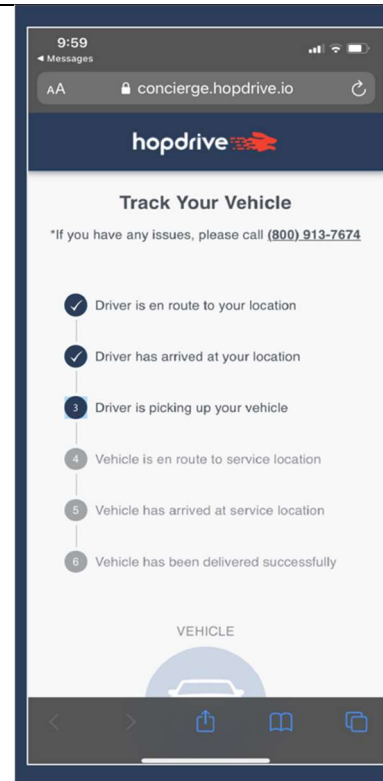 9:59
◀ Messages
AA concierge.hopdrive.io
hopdrive
Track Your Vehicle
*If you have any issues, please call (800) 913-7674
Driver is en route to your location
Driver has arrived at your location
3 Driver is picking up your vehicle
4 Vehicle is en route to service location
5 Vehicle has arrived at service location
6 Vehicle has been delivered successfully
VEHICLE